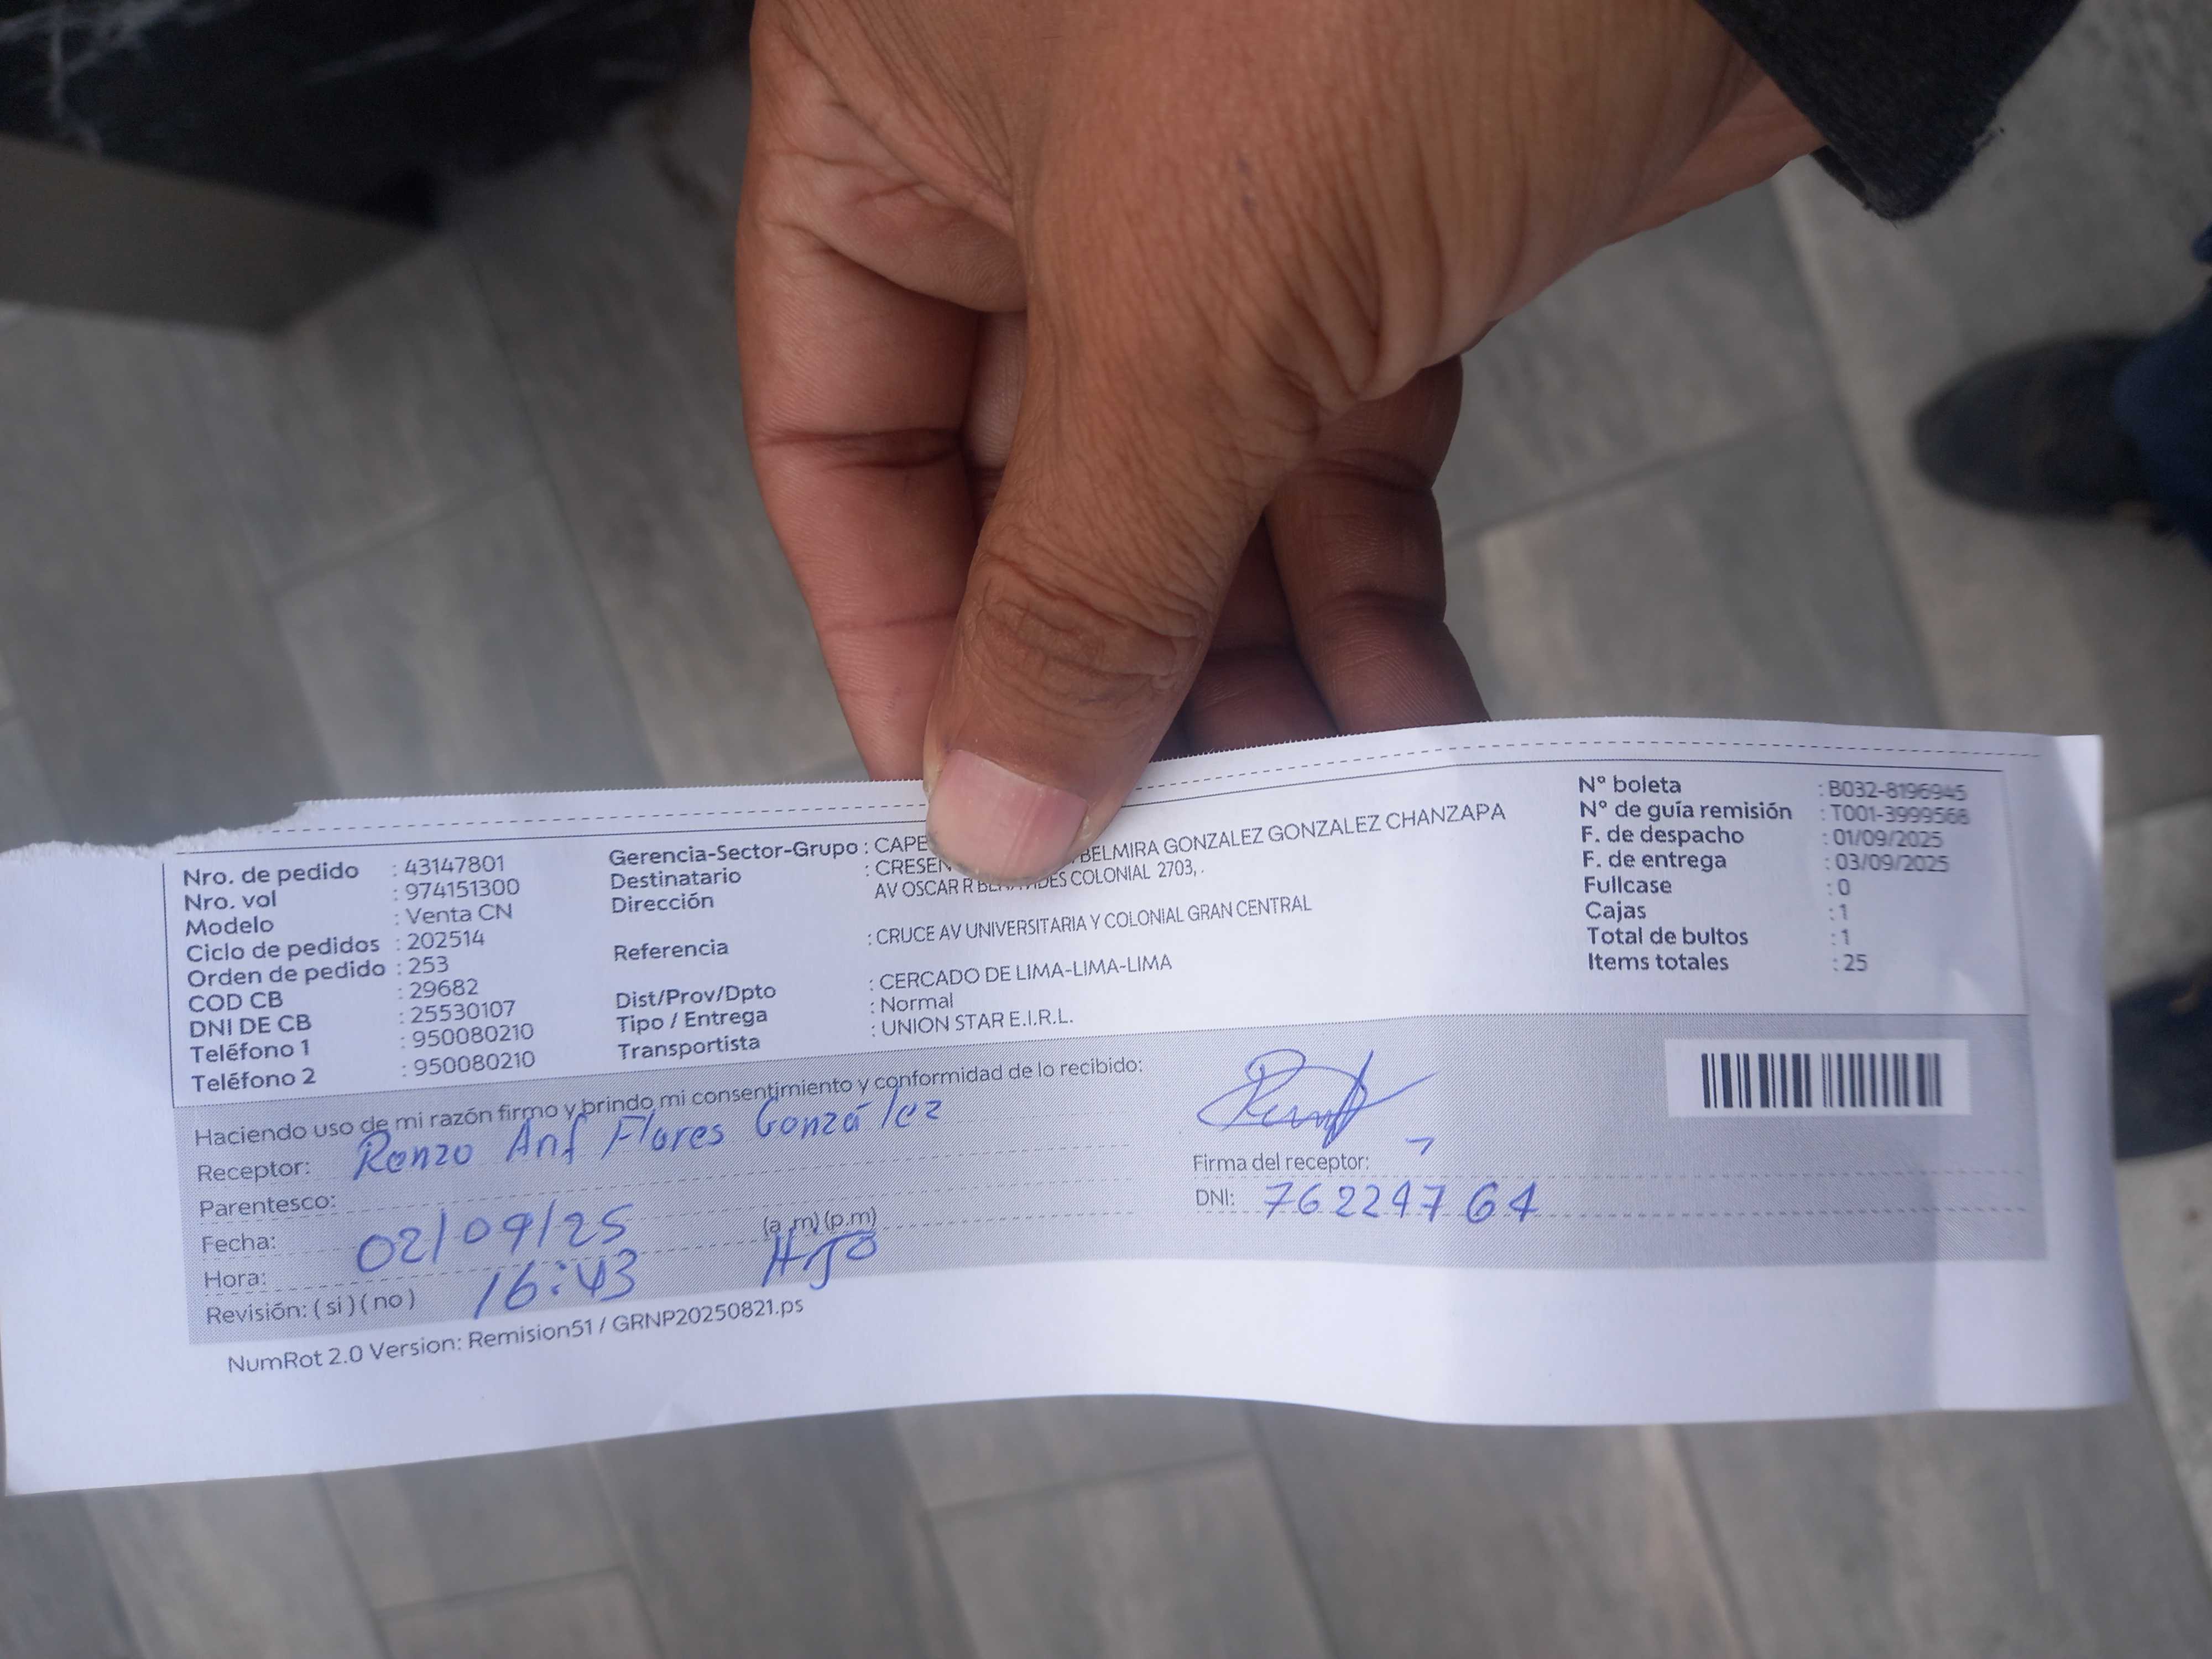 Nro. de pedido : 43147801
Nro. vol : 974151300
Modelo : Venta CN
Ciclo de pedidos : 202514
Orden de pedido : 253
COD CB : 29682
DNI DE CB : 25530107
Teléfono 1 : 950080210
Teléfono 2 : 950080210
Gerencia-Sector-Grupo :
Destinatario : BELMIRA GONZALEZ GONZALEZ CHANZAPA
Dirección AV OSCAR R COLONIAL 2703, .
Referencia : CRUCE AV UNIVERSITARIA Y COLONIAL GRAN CENTRAL
Dist/Prov/Dpto : CERCADO DE LIMA-LIMA-LIMA
Tipo / Entrega : Normal
Transportista : UNION STAR E.I.R.L.
N° boleta : B032-8196945
N° de guía remisión : T001-3999568
F. de despacho : 01/09/2025
F. de entrega : 03/09/2025
Fullcase : 0
Cajas : 1
Total de bultos : 1
Items totales : 25
Haciendo uso de mi razón firmo y brindo mi consentimiento y conformidad de lo recibido:
Receptor: Renzo Flores González
Parentesco:
Fecha: 02/09/25
Hora: 16:43 (a.m) (p.m)
Revisión: ( si ) ( no )
Firma del receptor:
DNI: 76224764
NumRot 2.0 Version: Remision51 / GRNP20250821.ps